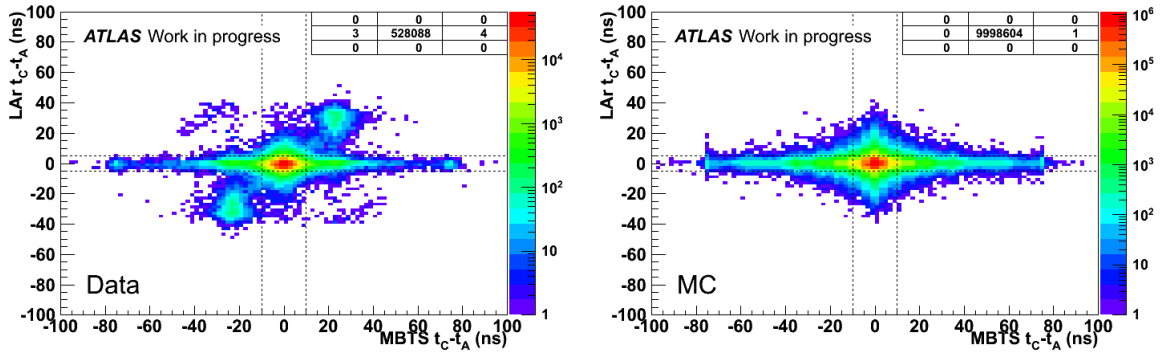 LAr t_C-t_A (ns)
100
80
60
40
20
0
-20
-40
-60
-80
-100
ATLAS Work in progress
0 0 0
3 528088 4
0 0 0
Data
-100 -80 -60 -40 -20 0 20 40 60 80 100
MBTS t_C-t_A (ns)
10^4
10^3
10^2
10
1
LAr t_C-t_A (ns)
100
80
60
40
20
0
-20
-40
-60
-80
-100
ATLAS Work in progress
0 0 0
0 9998604 1
0 0 0
MC
-100 -80 -60 -40 -20 0 20 40 60 80 100
MBTS t_C-t_A (ns)
10^6
10^5
10^4
10^3
10^2
10
1